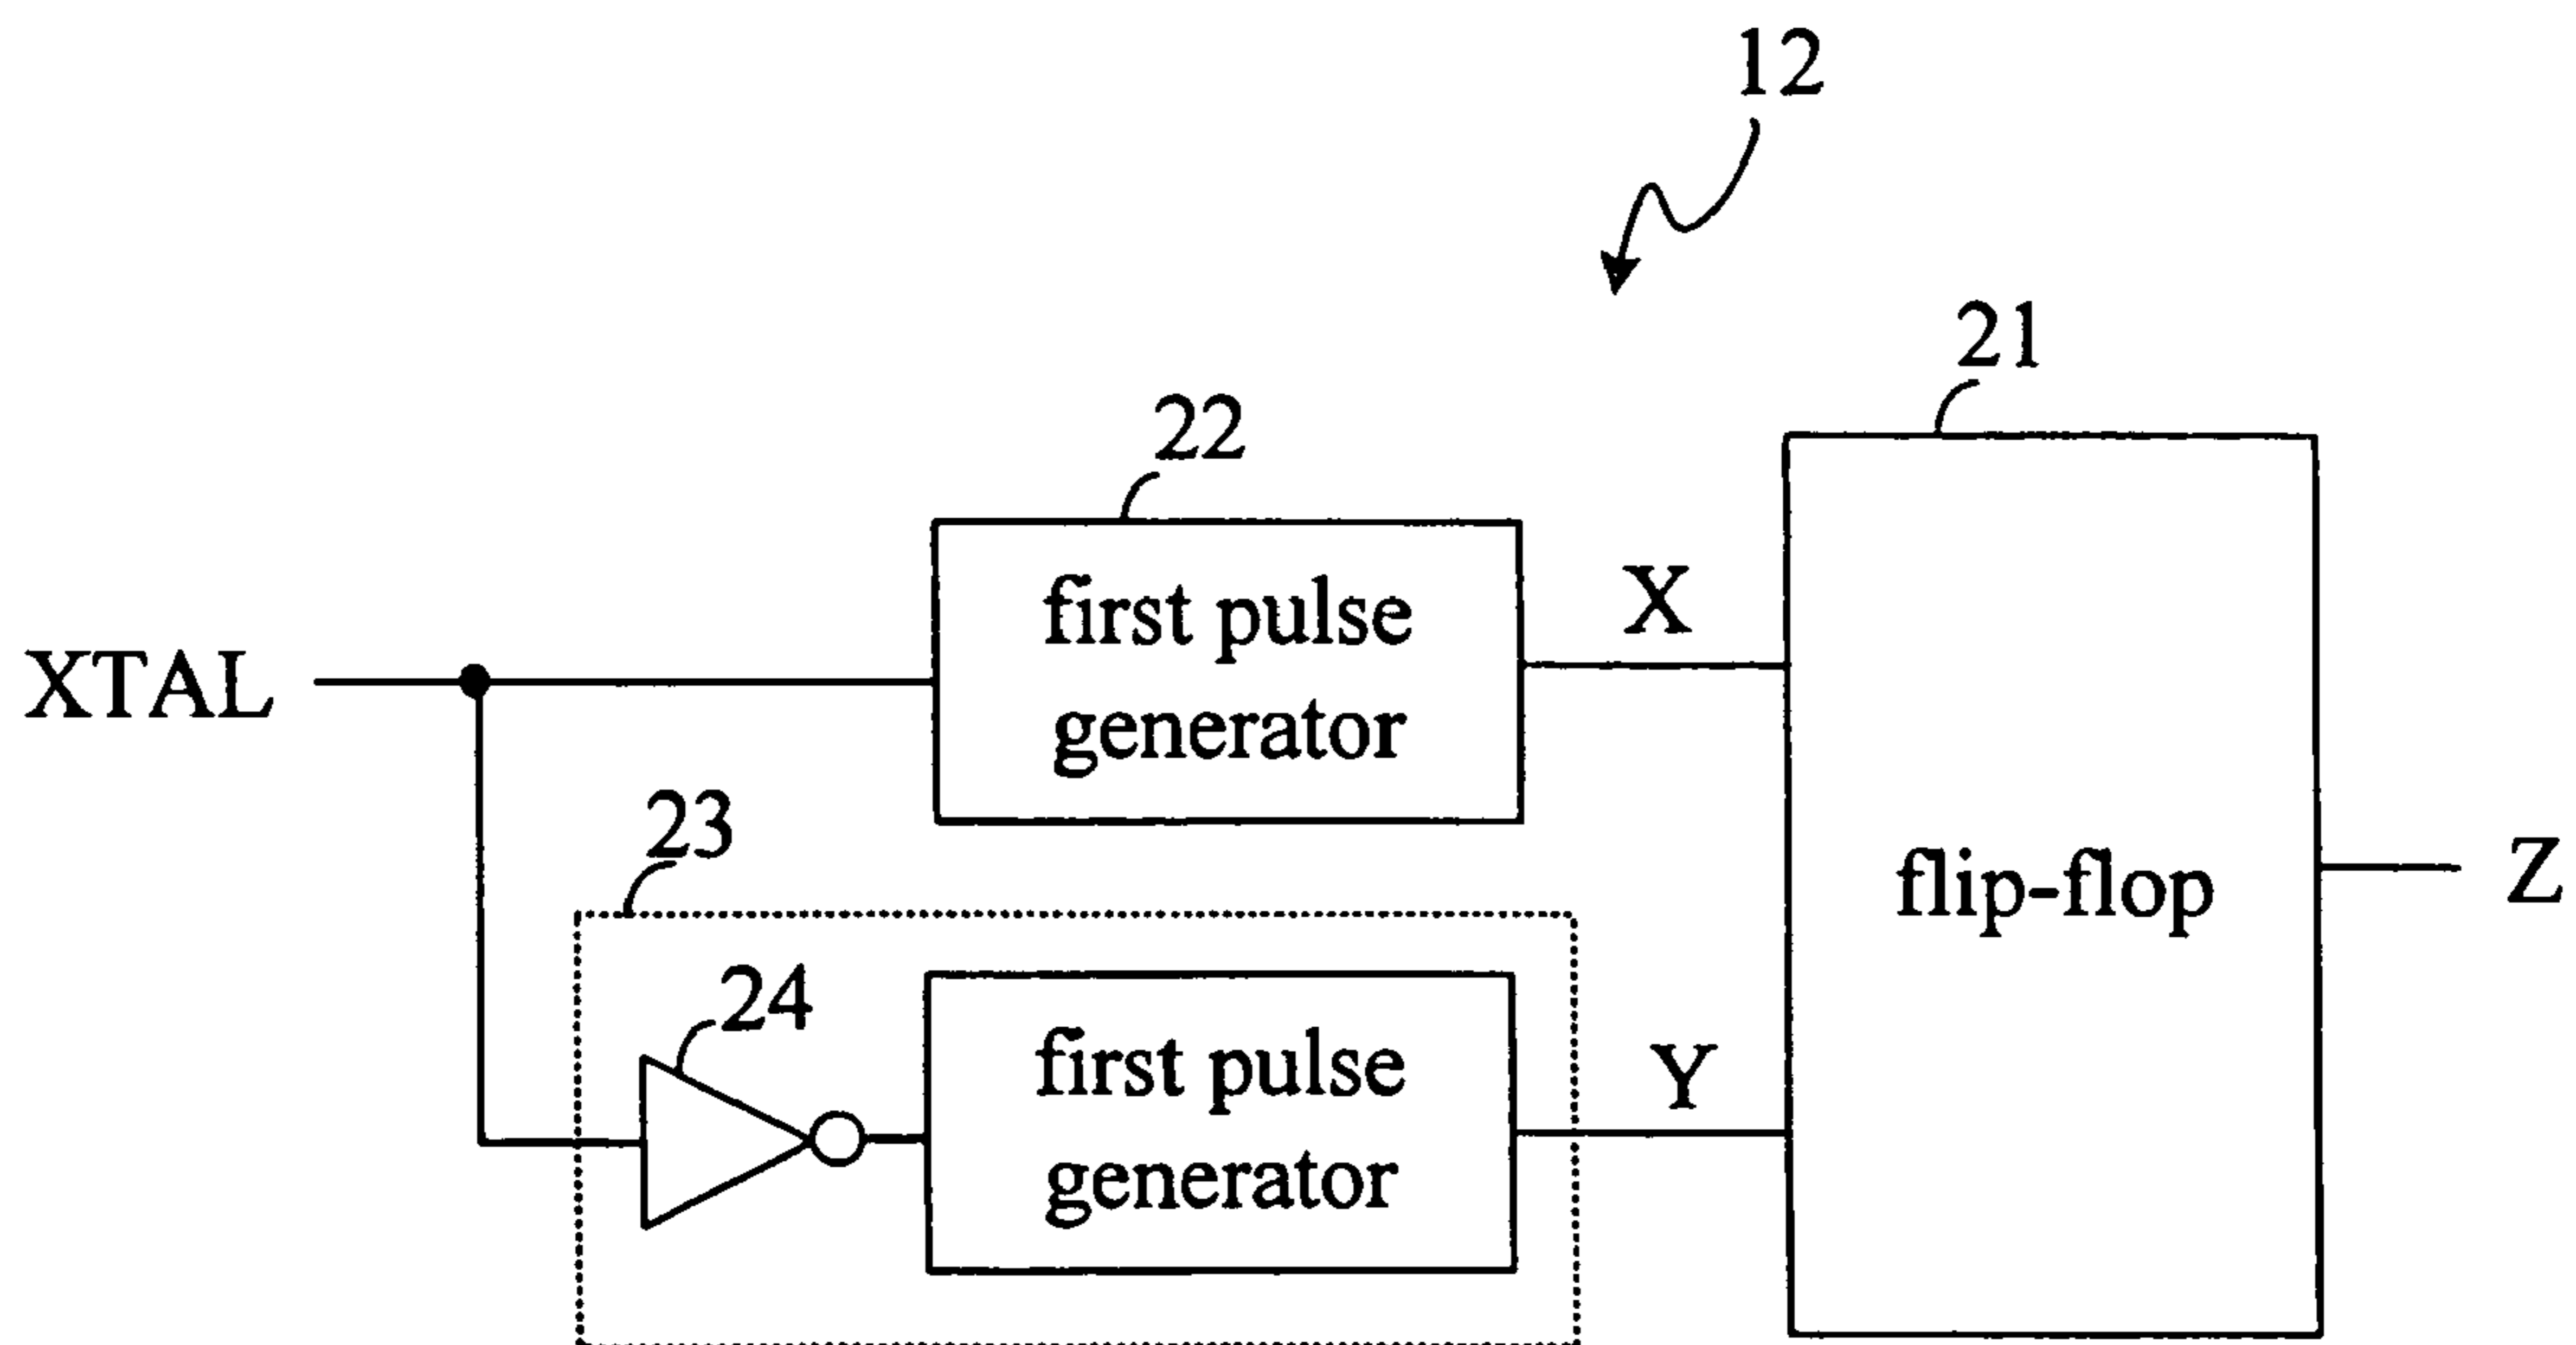 12
21
22
first pulse
generator
X
XTAL
23
flip-flop
Z
24
first pulse
generator
Y